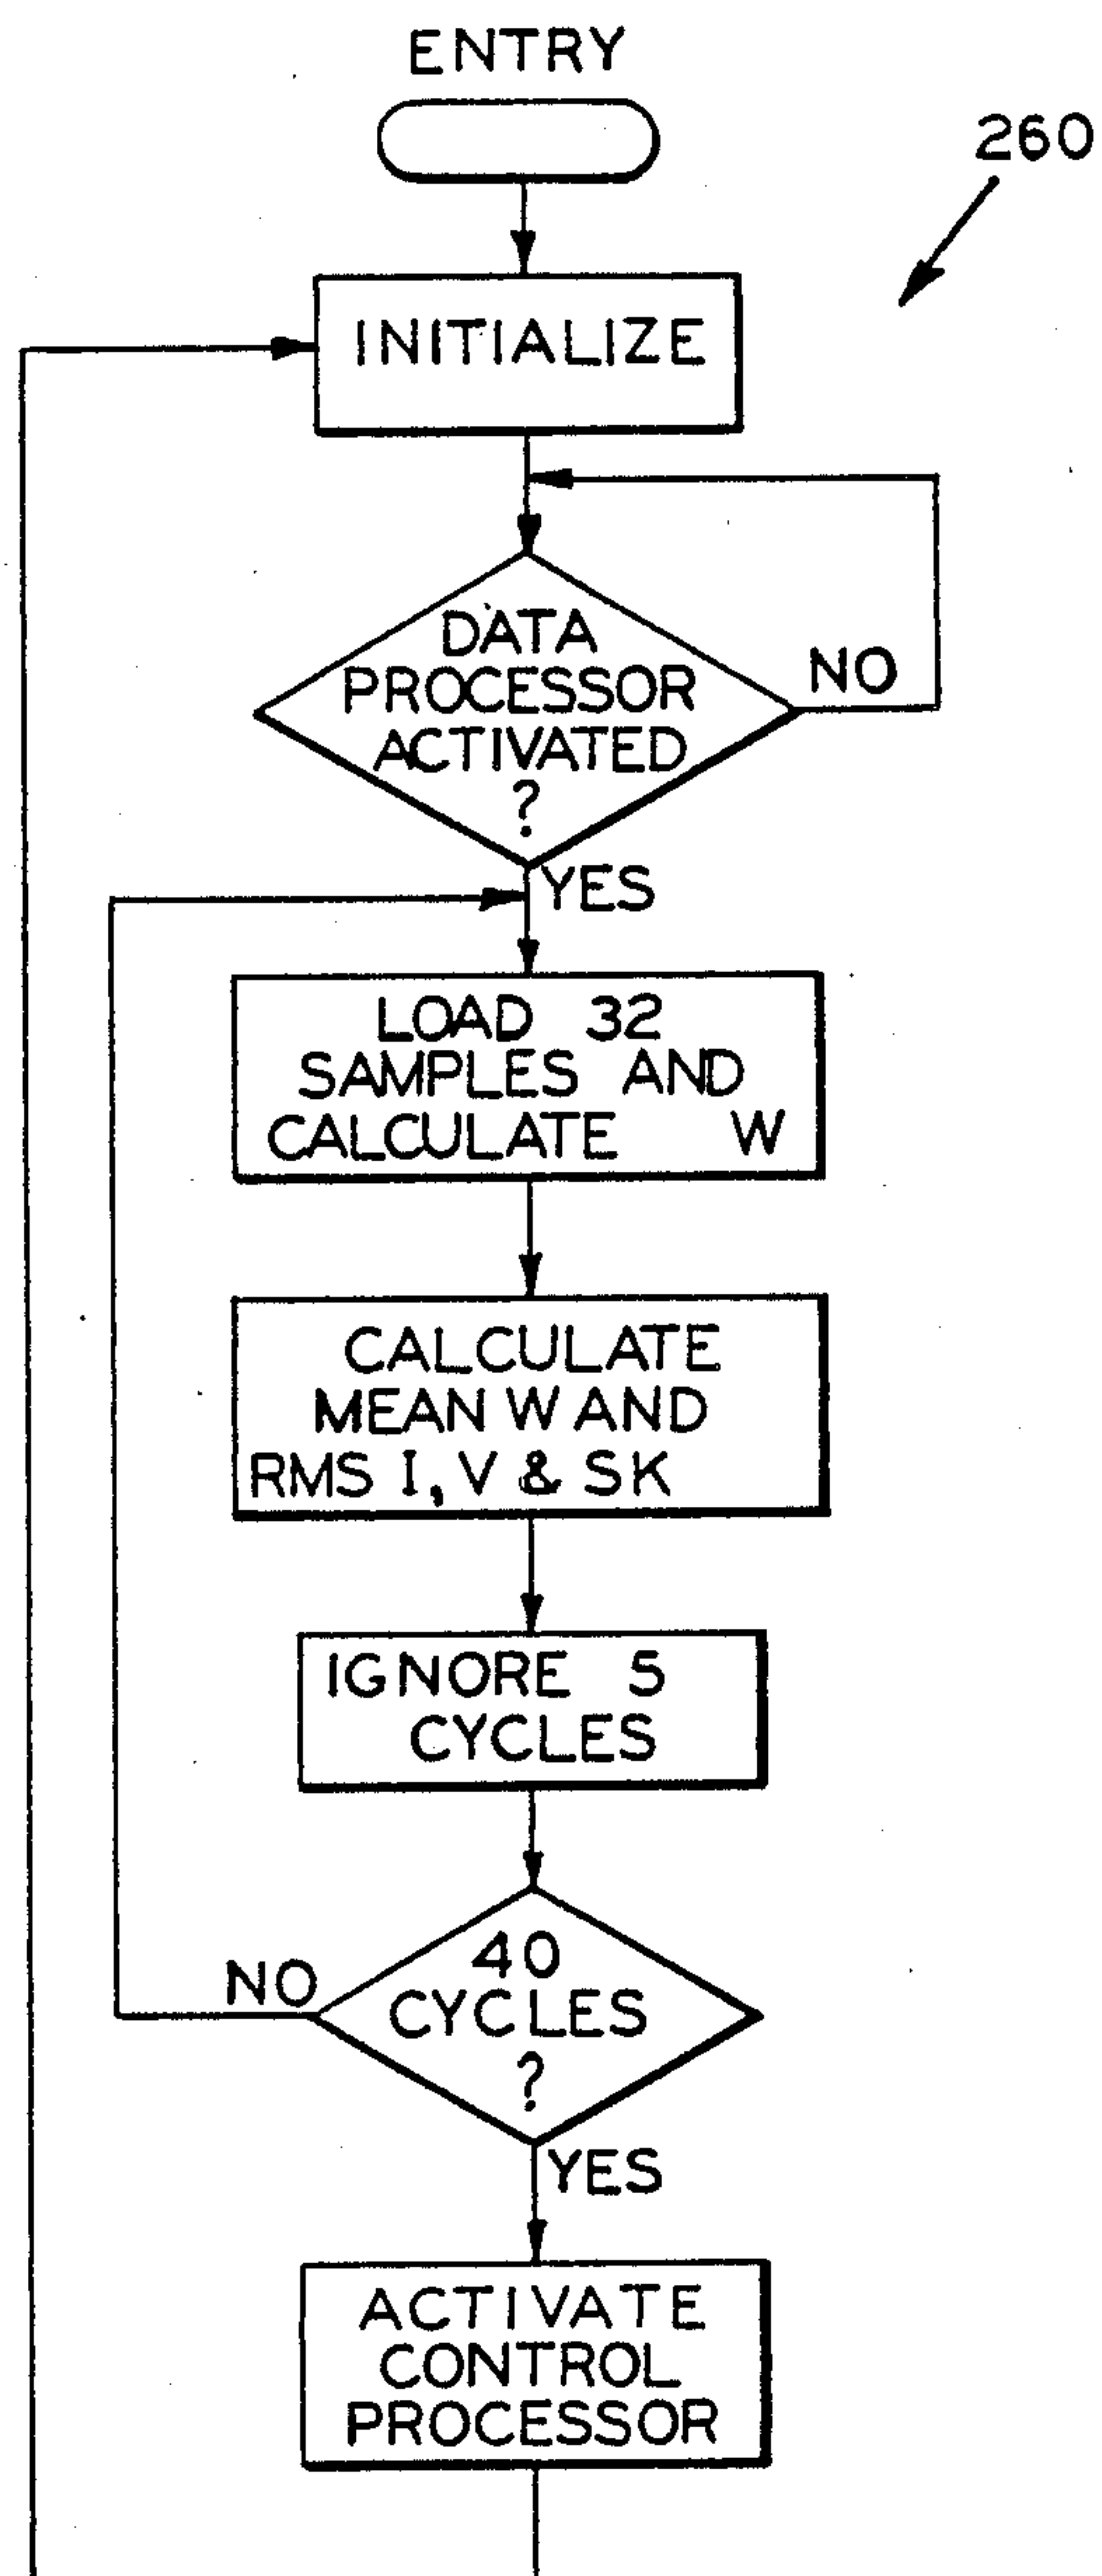 ENTRY
260
INITIALIZE
DATA
PROCESSOR
ACTIVATED
?
NO
YES
LOAD 32
SAMPLES AND
CALCULATE W
CALCULATE
MEAN W AND
RMS I, V & SK
IGNORE 5
CYCLES
40
CYCLES
?
NO
YES
ACTIVATE
CONTROL
PROCESSOR